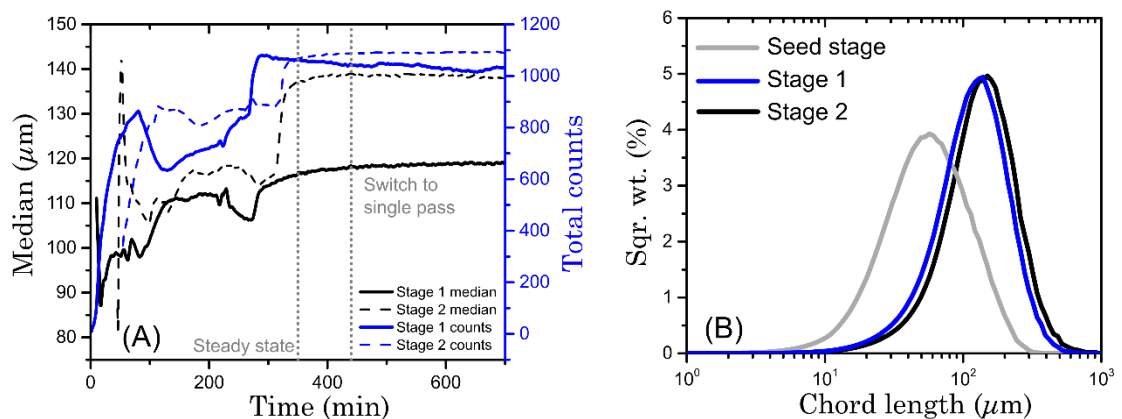 150
140
130
120
110
100
90
80
Median (μm)
(A)
Steady state
Switch to
single pass
Stage 1 median
Stage 2 median
Stage 1 counts
Stage 2 counts
1200
1000
800
600
400
200
0
Total counts
0 200 400 600
Time (min)
6
5
4
3
2
1
0
Sqr. wt. (%)
Seed stage
Stage 1
Stage 2
(B)
10⁰ 10¹ 10² 10³
Chord length (μm)